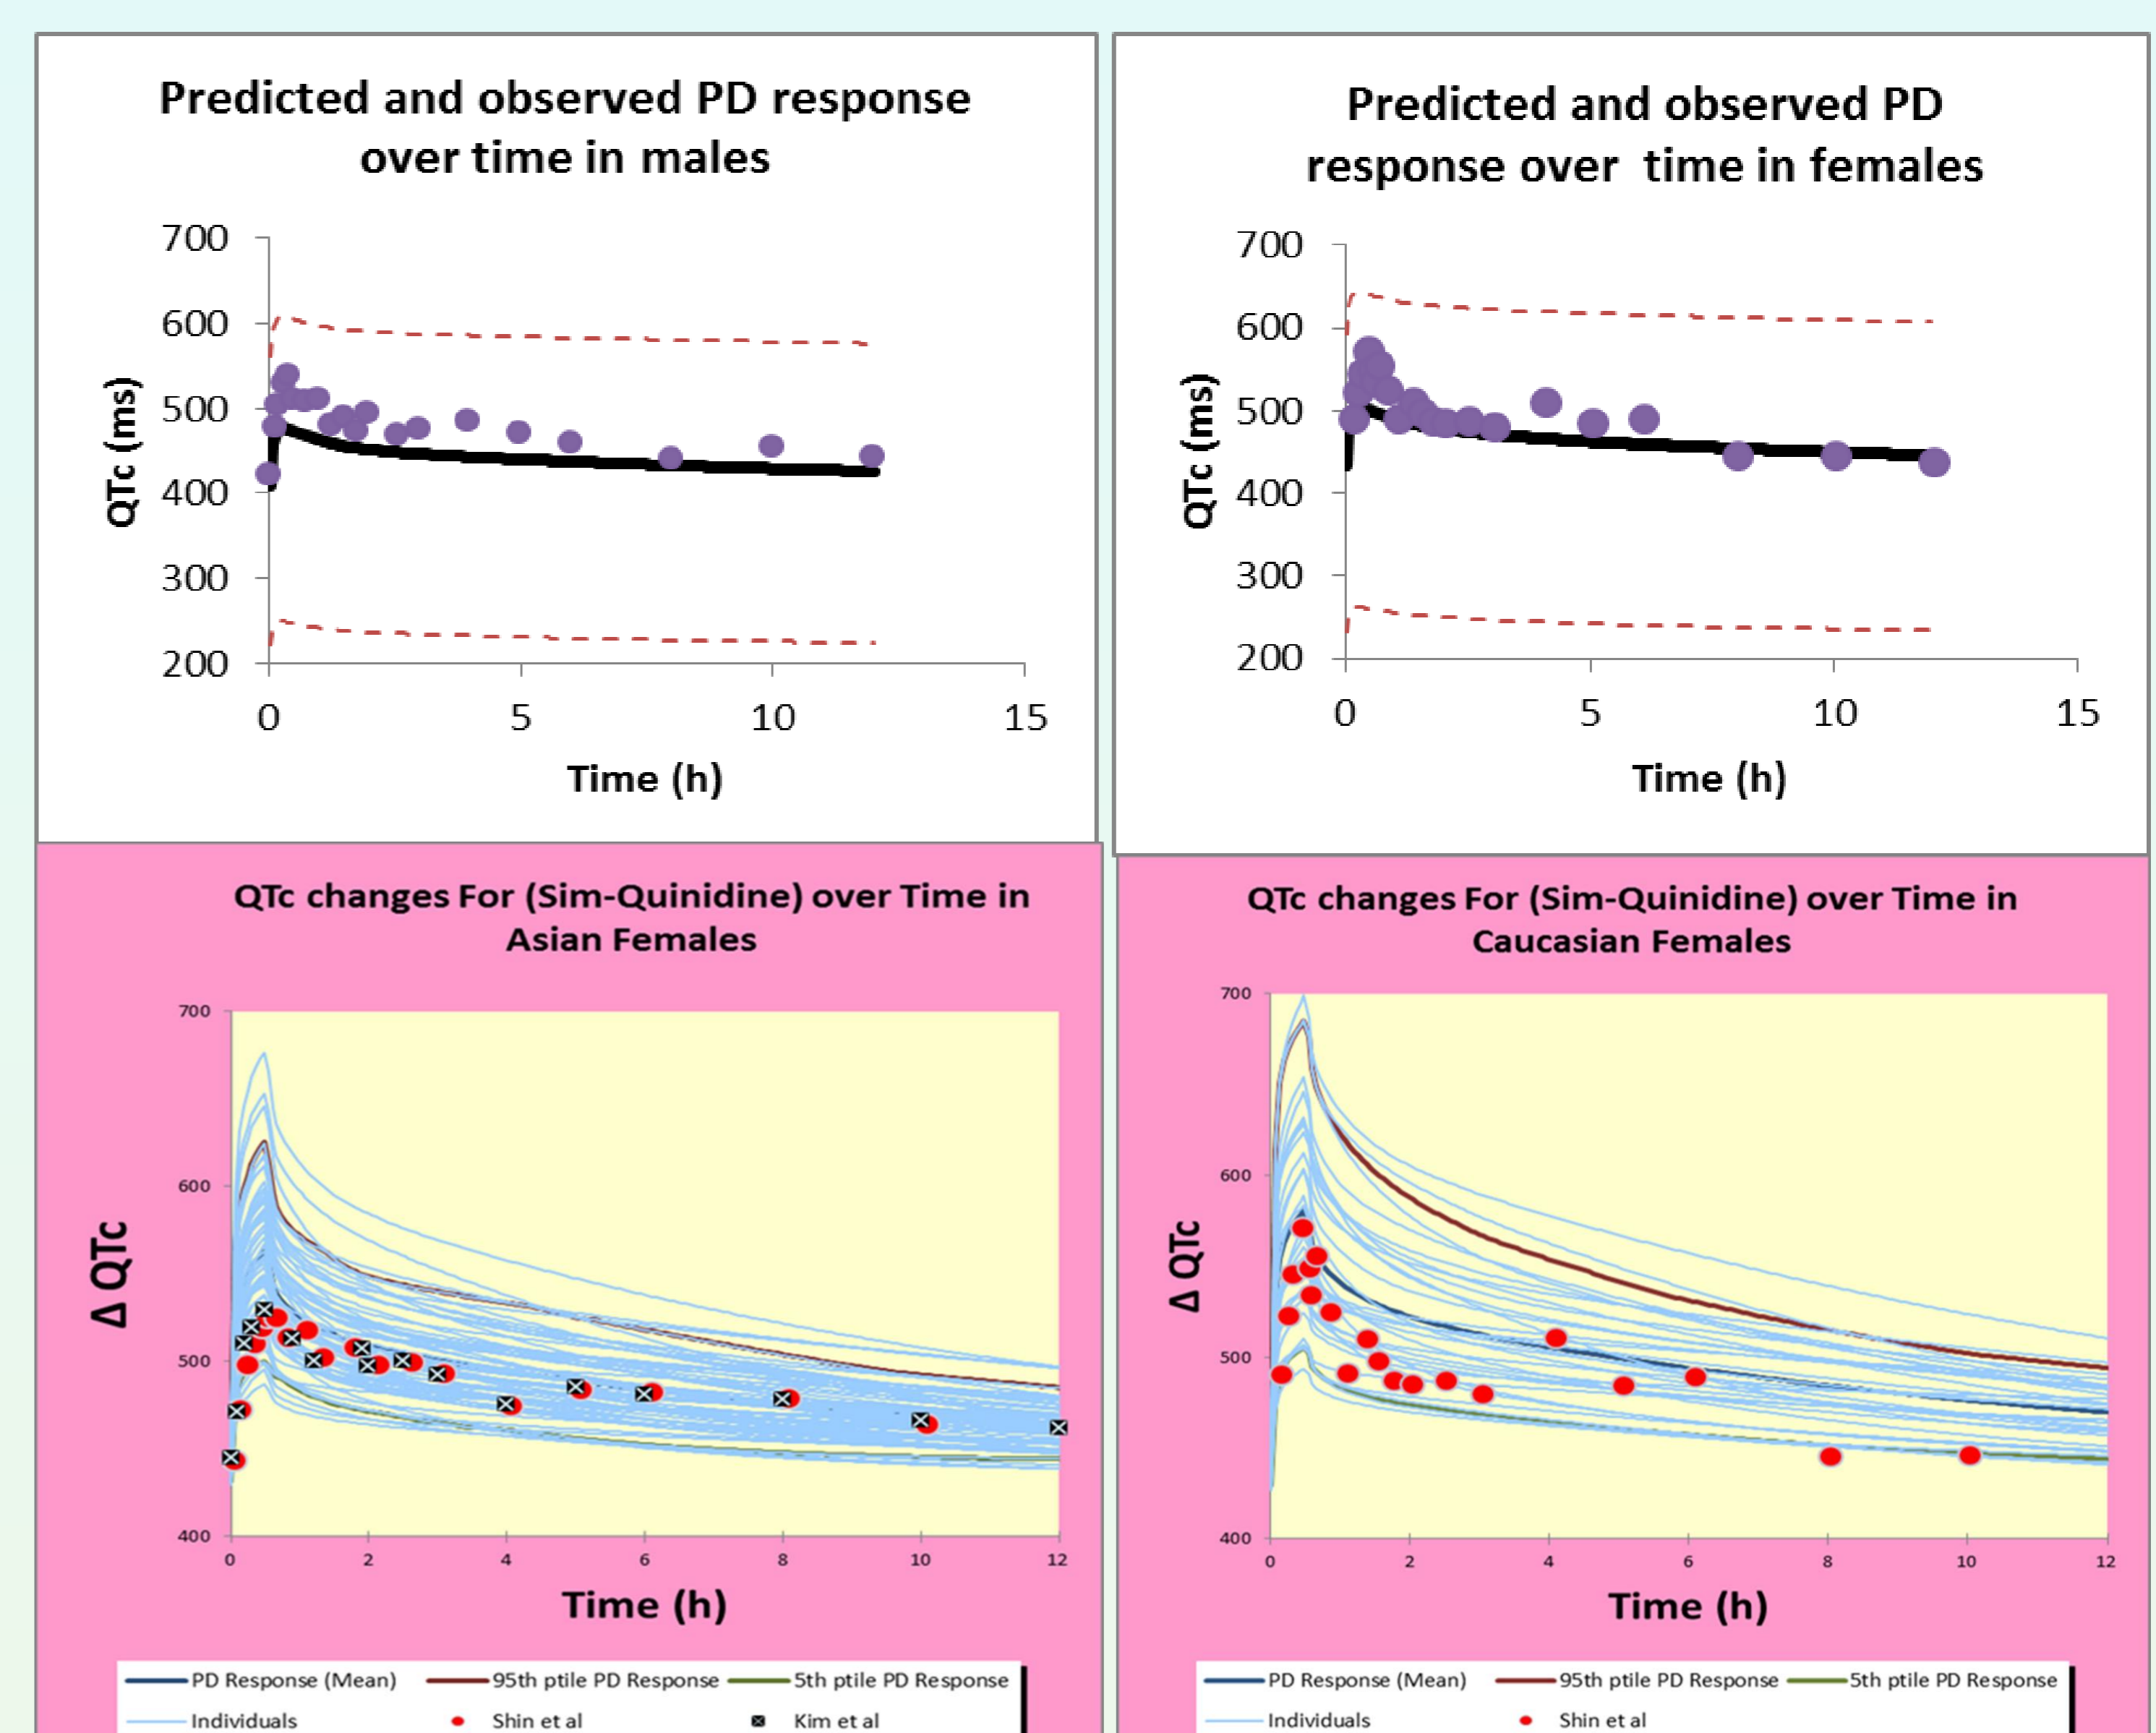 Predicted and observed PD response
over time in males
700
600
500
400
300
200
QTc (ms)
0 5 10 15
Time (h)
Predicted and observed PD
response over time in females
700
600
500
400
300
200
QTc (ms)
0 5 10 15
Time (h)
QTc changes For (Sim-Quinidine) over Time in
Asian Females
700
600
500
400
Δ QTc
0 2 4 6 8 10 12
Time (h)
PD Response (Mean) 95th ptile PD Response 5th ptile PD Response
Individuals Shin et al Kim et al
QTc changes For (Sim-Quinidine) over Time in
Caucasian Females
700
600
500
400
Δ QTc
0 2 4 6 8 10 12
Time (h)
PD Response (Mean) 95th ptile PD Response 5th ptile PD Response
Individuals Shin et al